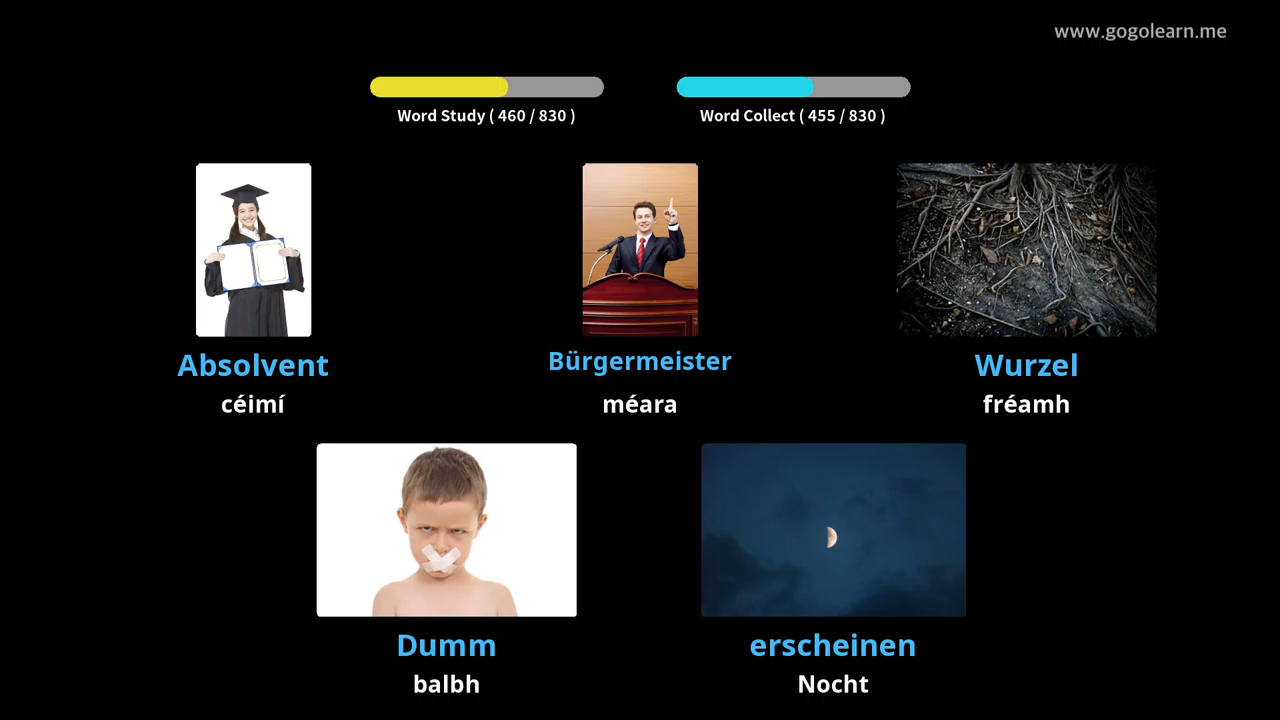 www.gogolearn.me
Word Study ( 460 / 830 )
Word Collect ( 455 / 830 )
Absolvent
céimí
Bürgermeister
méara
Wurzel
fréamh
Dumm
balbh
erscheinen
Nocht